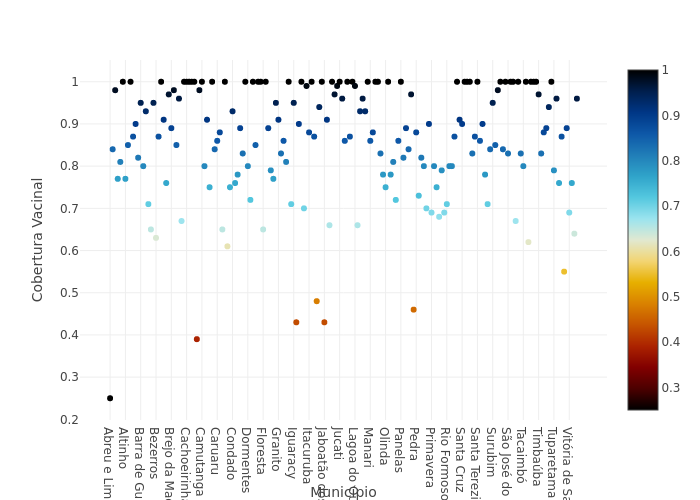 1
0.9
0.8
0.7
0.6
0.5
0.4
0.3
0.2
Cobertura Vacinal
Abreu e Lim
Altinho
Barra de Gu
Bezerros
Brejo da Ma
Cachoeirinh
Camutanga
Caruaru
Condado
Dormentes
Floresta
Granito
Iguaracy
Itacuruba
Jaboatão do
Jucati
Lagoa do
Manari
Olinda
Panelas
Pedra
Primavera
Rio Formoso
Santa Cruz
Santa Terezi
Surubim
São José do
Tacaimbó
Timbaúba
Tuparetama
Vitória de Sa
Município
1
0.9
0.8
0.7
0.6
0.5
0.4
0.3